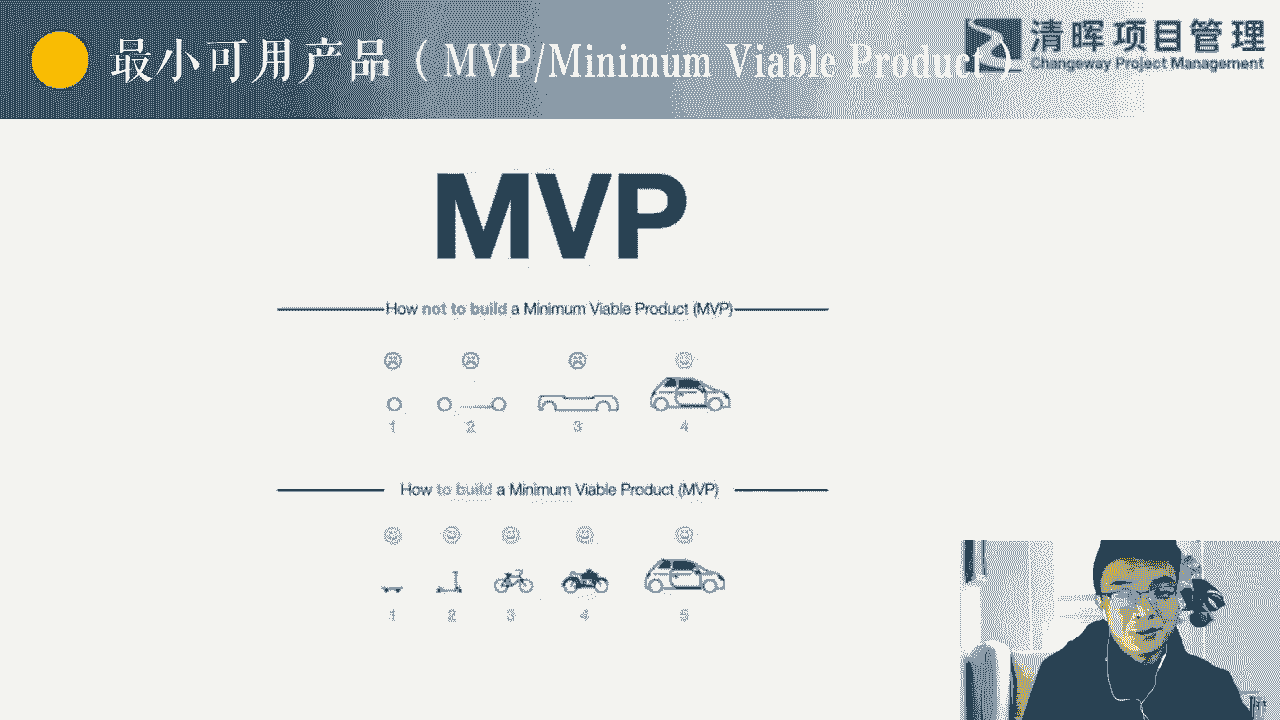 最小可用产品（MVP/Minimum Viable Product）
清晖项目管理
Changeway Project Management
MVP
How not to build a Minimum Viable Product (MVP)
1 2 3 4
How to build a Minimum Viable Product (MVP)
1 2 3 4 5